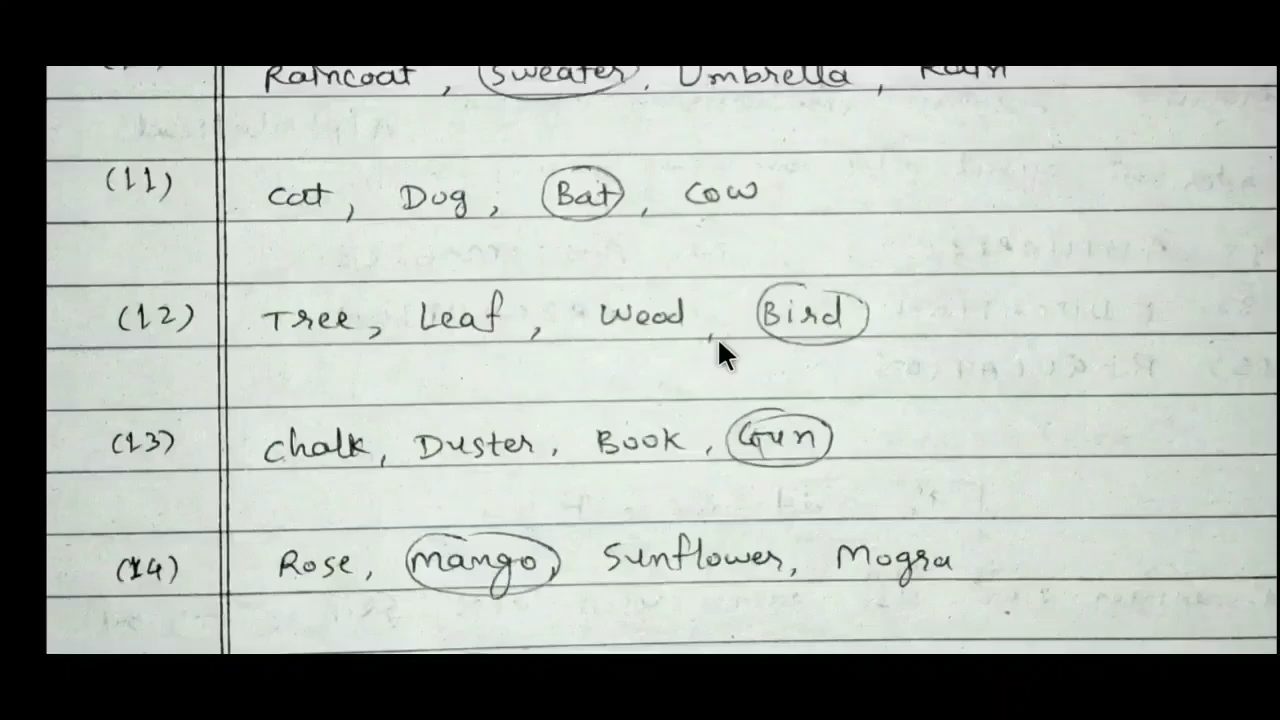 Raincoat, Sweater, Umbrella, Rain
(11) Cat, Dog, Bat, Cow
(12) Tree, Leaf, Wood, Bird
(13) Chalk, Duster, Book, Gun
(14) Rose, Mango, Sunflower, Mogra